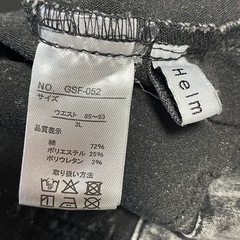 NO. GSF-052
サイズ
ウエスト 85~93
3L
品質表示
綿 72%
ポリエステル 25%
ポリウレタン 3%
取り扱い方法
Helm